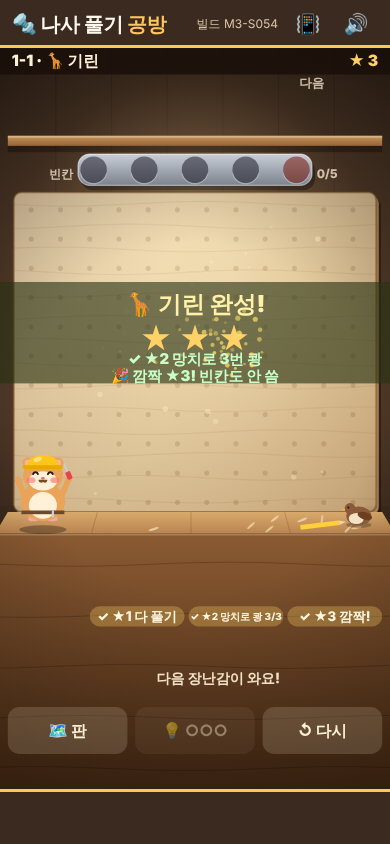 나사 풀기 공방
빌드 M3-S054
1-1 · 기린
★ 3
다음
빈칸
0/5
기린 완성!
★ ★ ★
✓ ★2 망치로 3번 쾅
깜짝 ★3! 빈칸도 안 씀
✓ ★1 다 풀기
✓ ★2 망치로 쾅 3/3
✓ ★3 깜짝!
다음 장난감이 와요!
판
다시